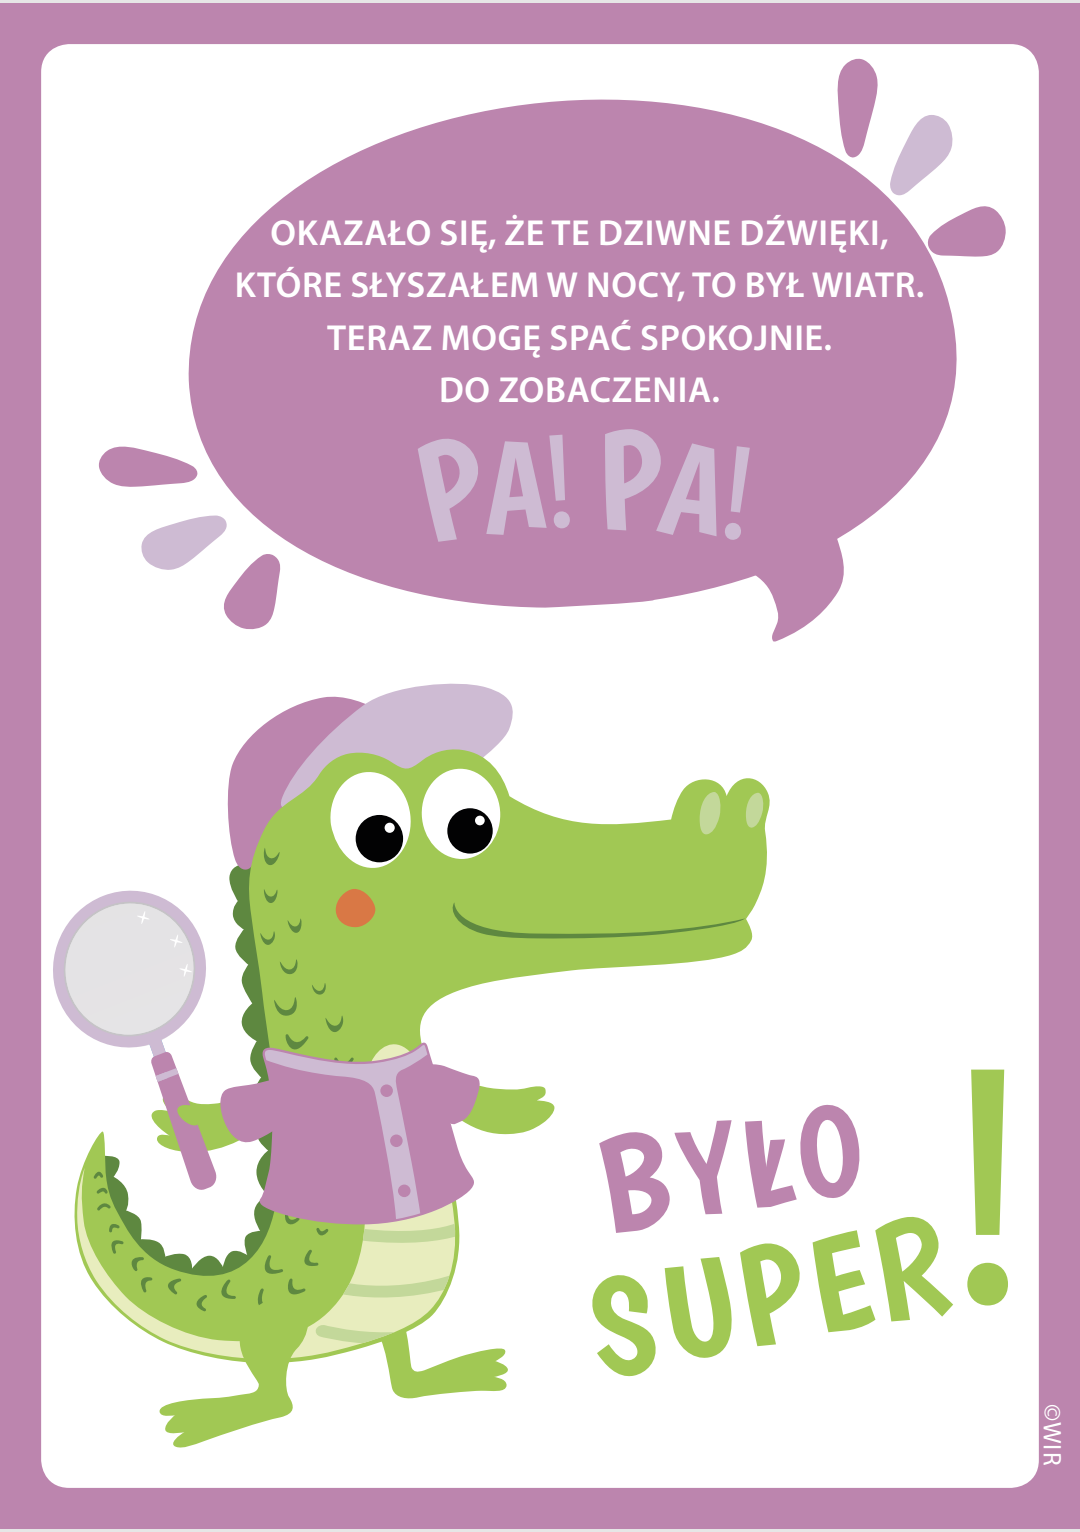 OKAZAŁO SIĘ, ŻE TE DZIWNE DŹWIĘKI,
KTÓRE SŁYSZAŁEM W NOCY, TO BYŁ WIATR.
TERAZ MOGĘ SPAĆ SPOKOJNIE.
DO ZOBACZENIA.
PA! PA!
BYŁO
SUPER!
©WIR